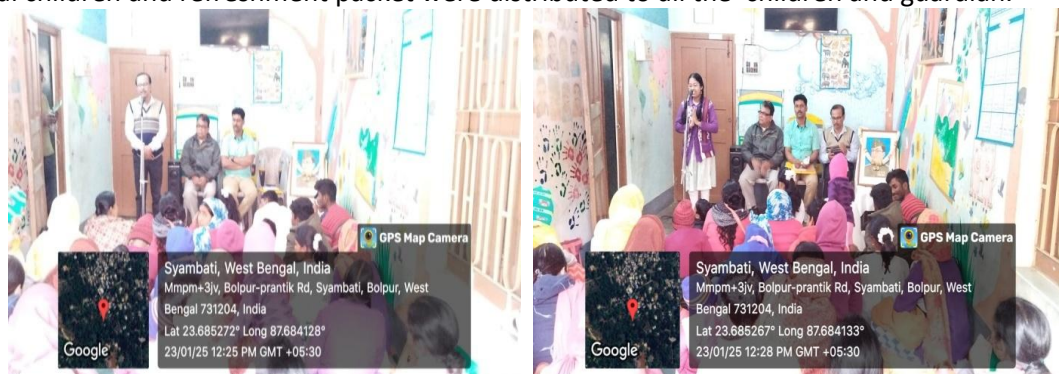 children and refreshment packet were distributed to all the children and guardian.
GPS Map Camera
Syambati, West Bengal, India
Mmpm+3jv, Bolpur-prantik Rd, Syambati, Bolpur, West
Bengal 731204, India
Lat 23.685272° Long 87.684128°
23/01/25 12:25 PM GMT +05:30
Google
GPS Map Camera
Syambati, West Bengal, India
Mmpm+3jv, Bolpur-prantik Rd, Syambati, Bolpur, West
Bengal 731204, India
Lat 23.685267° Long 87.684133°
23/01/25 12:28 PM GMT +05:30
Google